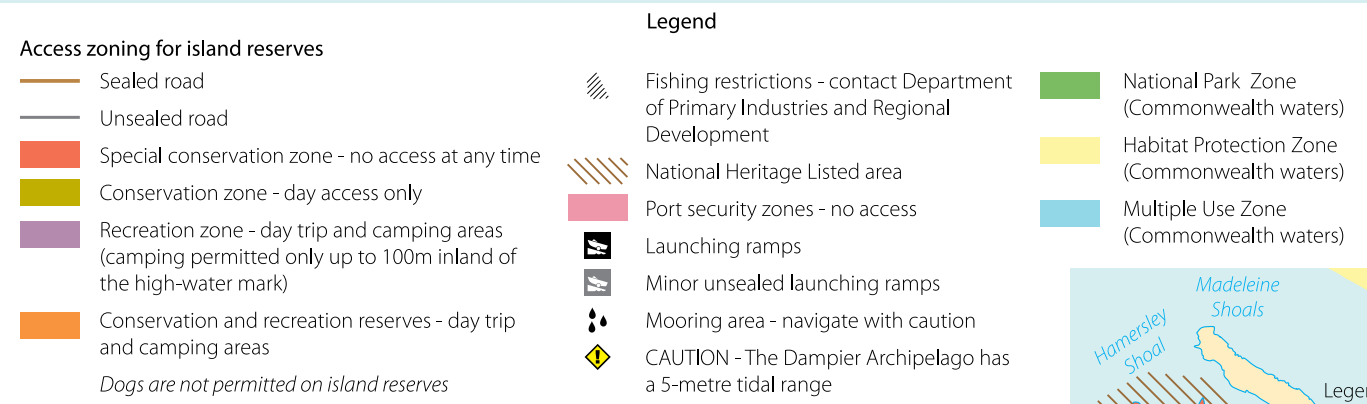 Legend
Access zoning for island reserves
Sealed road
Unsealed road
Special conservation zone - no access at any time
Conservation zone - day access only
Recreation zone - day trip and camping areas
(camping permitted only up to 100m inland of
the high-water mark)
Conservation and recreation reserves - day trip
and camping areas
Dogs are not permitted on island reserves
Fishing restrictions - contact Department
of Primary Industries and Regional
Development
National Heritage Listed area
Port security zones - no access
Launching ramps
Minor unsealed launching ramps
Mooring area - navigate with caution
CAUTION - The Dampier Archipelago has
a 5-metre tidal range
National Park Zone
(Commonwealth waters)
Habitat Protection Zone
(Commonwealth waters)
Multiple Use Zone
(Commonwealth waters)
Madeleine
Shoals
Hamersley
Shoal